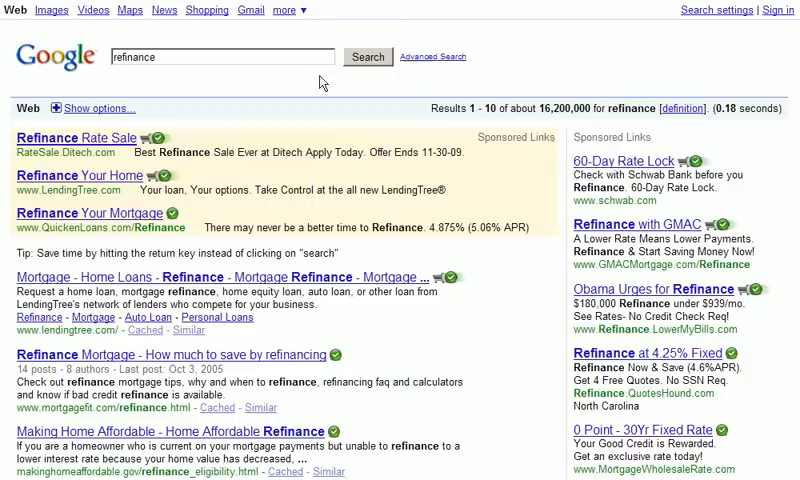 Web Images Videos Maps News Shopping Gmail more ▼
Search settings | Sign in
Google
refinance
Search
Advanced Search
Web Show options...
Results 1 - 10 of about 16,200,000 for refinance [definition]. (0.18 seconds)
Sponsored Links
Refinance Rate Sale
RateSale.Ditech.com Best Refinance Sale Ever at Ditech Apply Today. Offer Ends 11-30-09.
Refinance Your Home
www.LendingTree.com Your loan, Your options. Take Control at the all new LendingTree®
Refinance Your Mortgage
www.QuickenLoans.com/Refinance There may never be a better time to Refinance. 4.875% (5.06% APR)
Tip: Save time by hitting the return key instead of clicking on "search"
Mortgage - Home Loans - Refinance - Mortgage Refinance - Mortgage ...
Request a home loan, mortgage refinance, home equity loan, auto loan, or other loan from
LendingTree's network of lenders who compete for your business.
Refinance - Mortgage - Auto Loan - Personal Loans
www.lendingtree.com/ - Cached - Similar
Refinance Mortgage - How much to save by refinancing
14 posts - 8 authors - Last post: Oct 3, 2005
Check out refinance mortgage tips, why and when to refinance, refinancing faq and calculators
and know if bad credit refinance is available.
www.mortgagefit.com/refinance.html - Cached - Similar
Making Home Affordable - Home Affordable Refinance
If you are a homeowner who is current on your mortgage payments but unable to refinance to a
lower interest rate because your home value has decreased, ...
makinghomeaffordable.gov/refinance_eligibility.html - Cached - Similar
Sponsored Links
60-Day Rate Lock
Check with Schwab Bank before you
Refinance. 60-Day Rate Lock.
www.schwab.com
Refinance with GMAC
A Lower Rate Means Lower Payments.
Refinance & Start Saving Money Now!
www.GMACMortgage.com/Refinance
Obama Urges for Refinance
$180,000 Refinance under $939/mo.
See Rates- No Credit Check Req!
www.Refinance.LowerMyBills.com
Refinance at 4.25% Fixed
Refinance Now & Save (4.6%APR).
Get 4 Free Quotes. No SSN Req.
Refinance.QuotesHound.com
North Carolina
0 Point - 30Yr Fixed Rate
Your Good Credit is Rewarded.
Get an exclusive rate today!
www.MortgageWholesaleRate.com